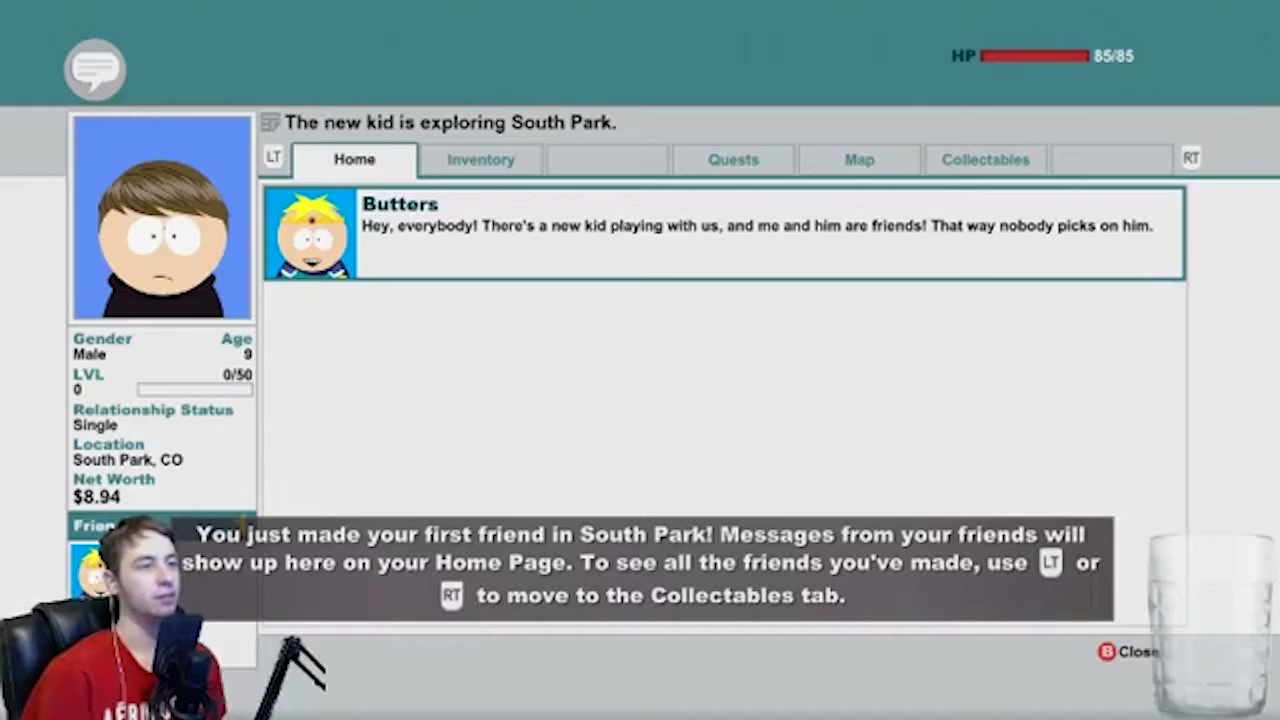 HP 85/85
The new kid is exploring South Park.
LT Home Inventory Quests Map Collectables RT
Butters
Hey, everybody! There's a new kid playing with us, and me and him are friends! That way nobody picks on him.
Gender Age
Male 9
LVL 0/50
0
Relationship Status
Single
Location
South Park, CO
Net Worth
$8.94
You just made your first friend in South Park! Messages from your friends will
show up here on your Home Page. To see all the friends you've made, use LT or
RT to move to the Collectables tab.
B Close